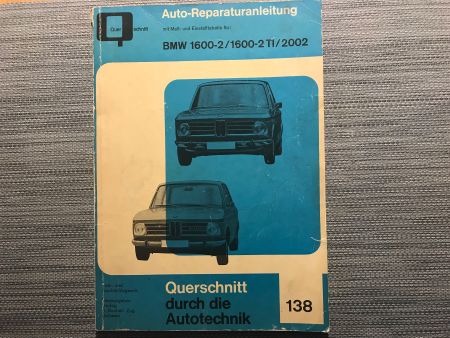 Auto-Reparaturanleitung
mit Maß- und Einstelltabelle für:
BMW 1600-2/1600-2 TI/2002
Querschnitt
Querschnitt
durch die
Autotechnik
138